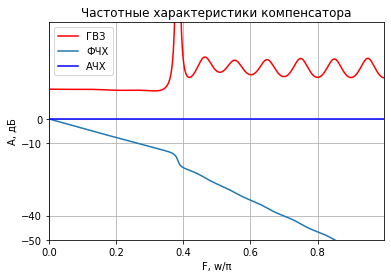 Частотные характеристики компенсатора
ГВЗ
ФЧХ
АЧХ
A, дБ
0
−10
−40
−50
0.0 0.2 0.4 0.6 0.8
F, w/π